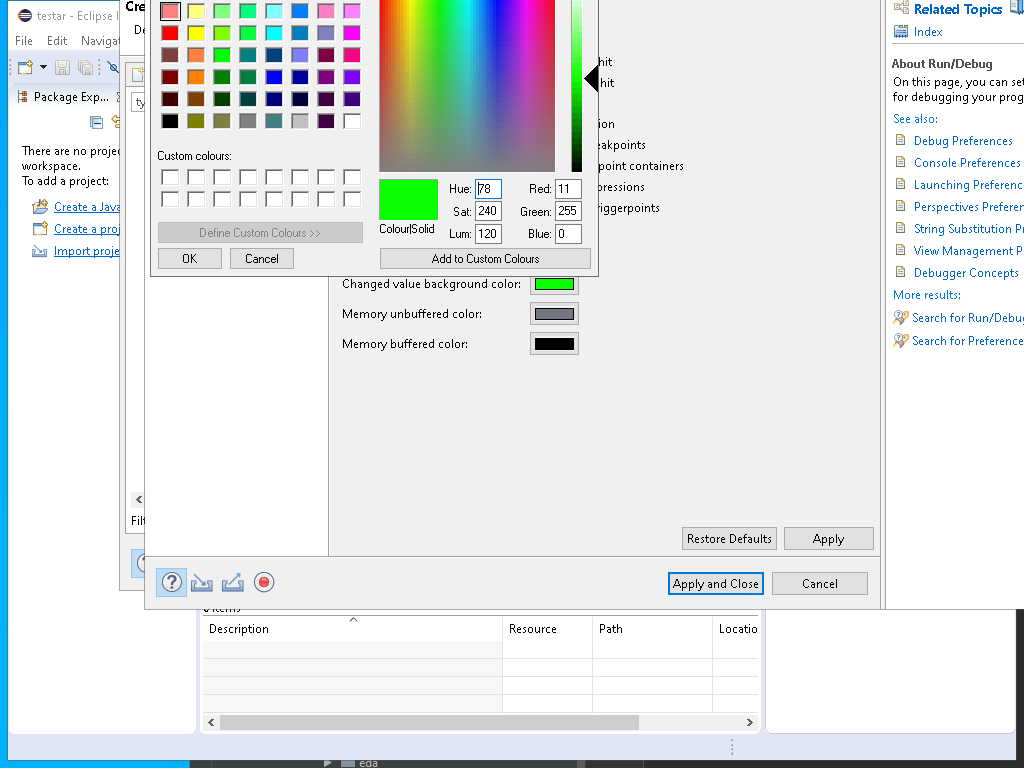 testar - Eclipse I
Cre
Related Topics
File Edit Navigat
De
Index
About Run/Debug
On this page, you can set
for debugging your prog
See also:
Debug Preferences
Console Preferences
Launching Preferenc
Perspectives Preferen
String Substitution Pr
View Management P
Debugger Concepts
More results:
Search for Run/Debug
Search for Preference
Package Exp...
ty
There are no projec
workspace.
To add a project:
Create a Java
Create a proj
Import proje
Filt
hit
hit
ion
eakpoints
point containers
pressions
riggerpoints
Custom colours:
Define Custom Colours >>
OK Cancel
Colour|Solid
Hue: 78 Red: 11
Sat: 240 Green: 255
Lum: 120 Blue: 0
Add to Custom Colours
Changed value background color:
Memory unbuffered color:
Memory buffered color:
Restore Defaults Apply
Apply and Close Cancel
Description Resource Path Locatio
eda